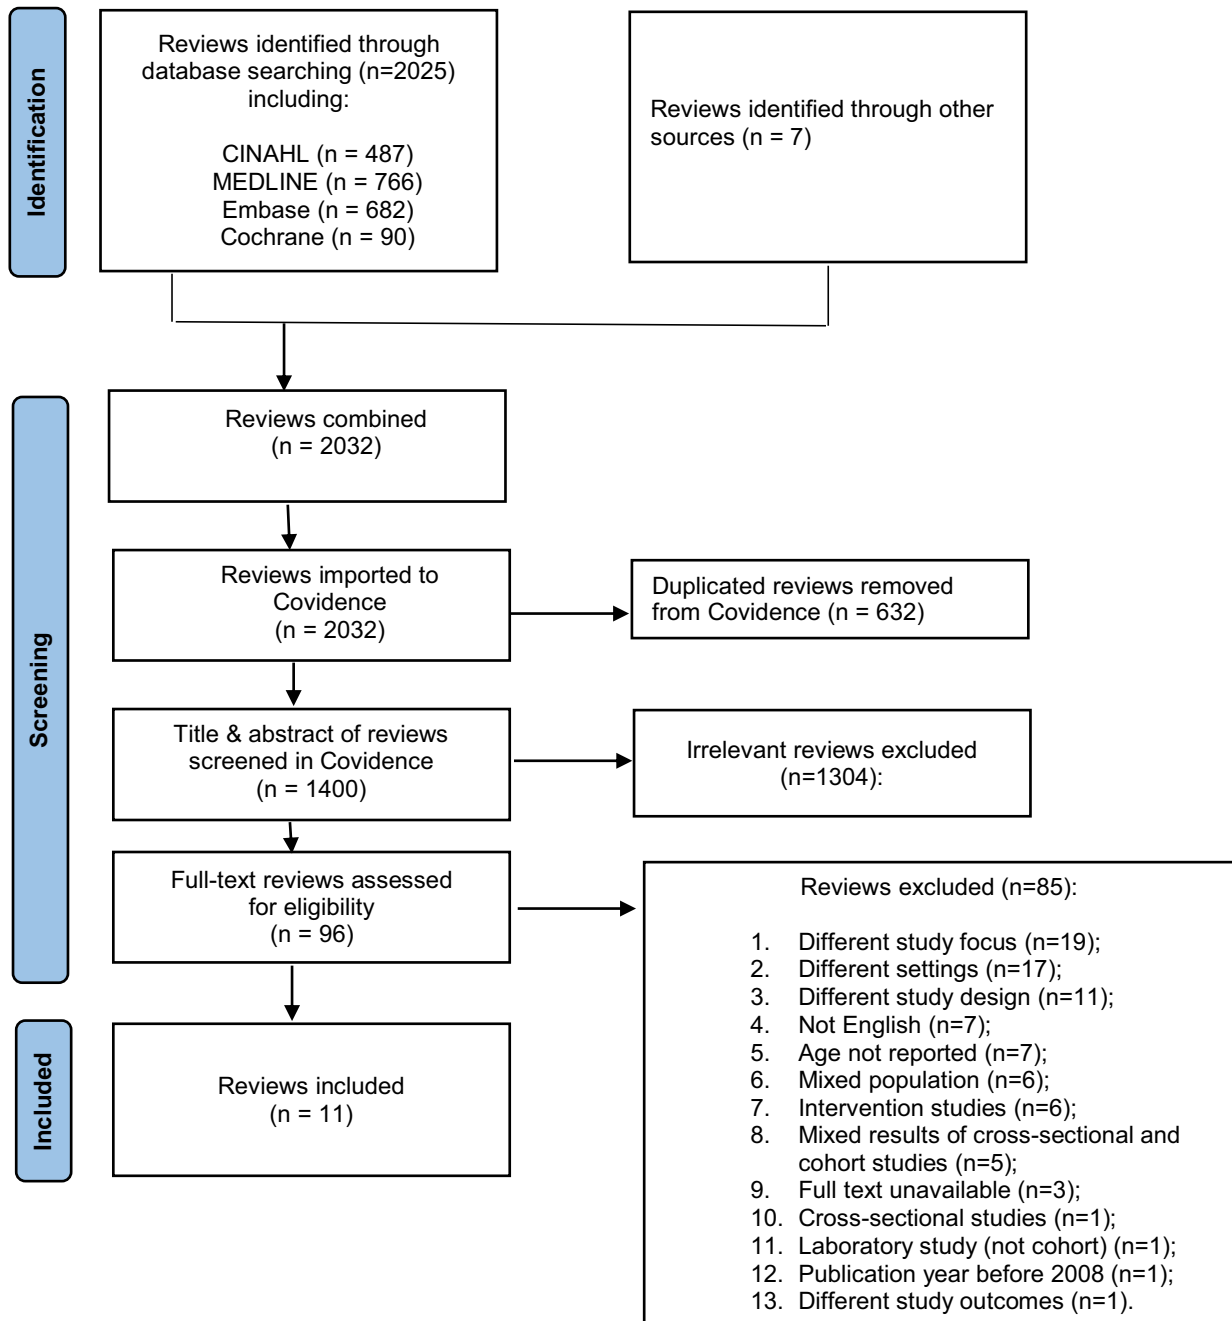 Identification
Reviews identified through
database searching (n=2025)
including:
CINAHL (n = 487)
MEDLINE (n = 766)
Embase (n = 682)
Cochrane (n = 90)
Reviews identified through other
sources (n = 7)
Screening
Reviews combined
(n = 2032)
Reviews imported to
Covidence
(n = 2032)
Duplicated reviews removed
from Covidence (n = 632)
Title & abstract of reviews
screened in Covidence
(n = 1400)
Irrelevant reviews excluded
(n=1304):
Full-text reviews assessed
for eligibility
(n = 96)
Reviews excluded (n=85):
1. Different study focus (n=19);
2. Different settings (n=17);
3. Different study design (n=11);
4. Not English (n=7);
5. Age not reported (n=7);
6. Mixed population (n=6);
7. Intervention studies (n=6);
8. Mixed results of cross-sectional and
cohort studies (n=5);
9. Full text unavailable (n=3);
10. Cross-sectional studies (n=1);
11. Laboratory study (not cohort) (n=1);
12. Publication year before 2008 (n=1);
13. Different study outcomes (n=1).
Included
Reviews included
(n = 11)